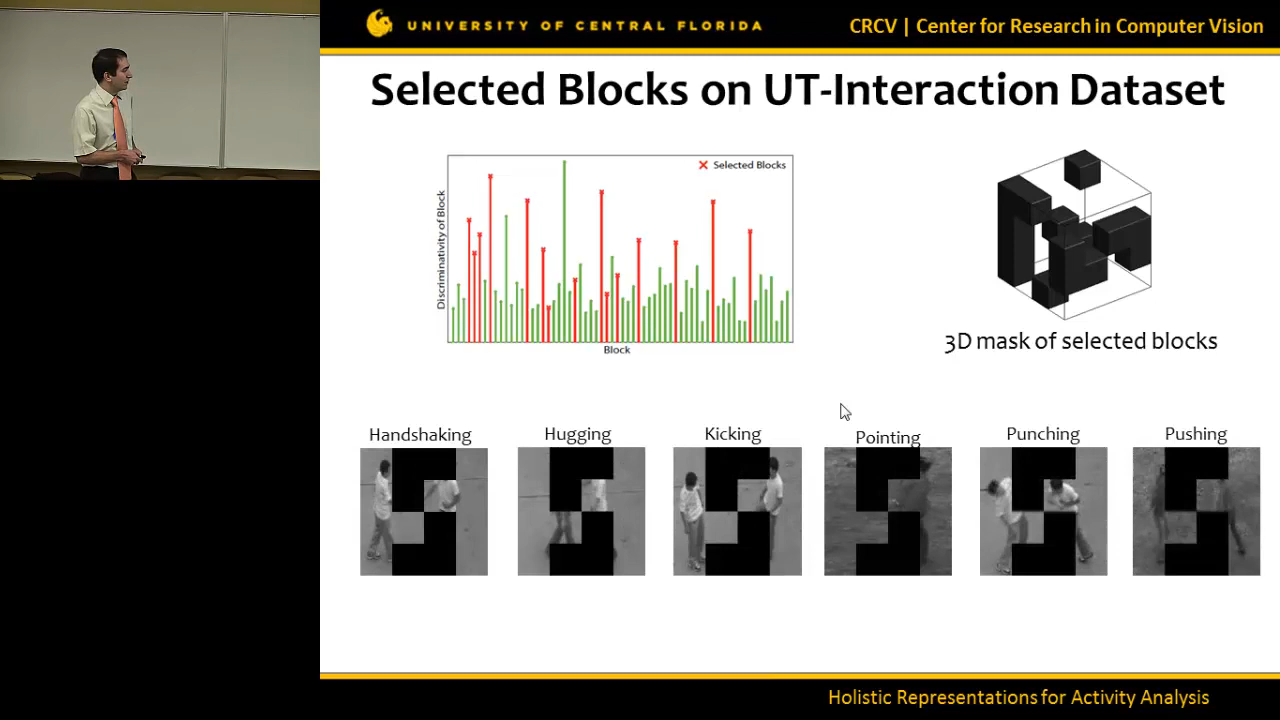 UNIVERSITY OF CENTRAL FLORIDA
CRCV | Center for Research in Computer Vision
Selected Blocks on UT-Interaction Dataset
Selected Blocks
Discriminativity of Block
Block
3D mask of selected blocks
Handshaking
Hugging
Kicking
Pointing
Punching
Pushing
Holistic Representations for Activity Analysis